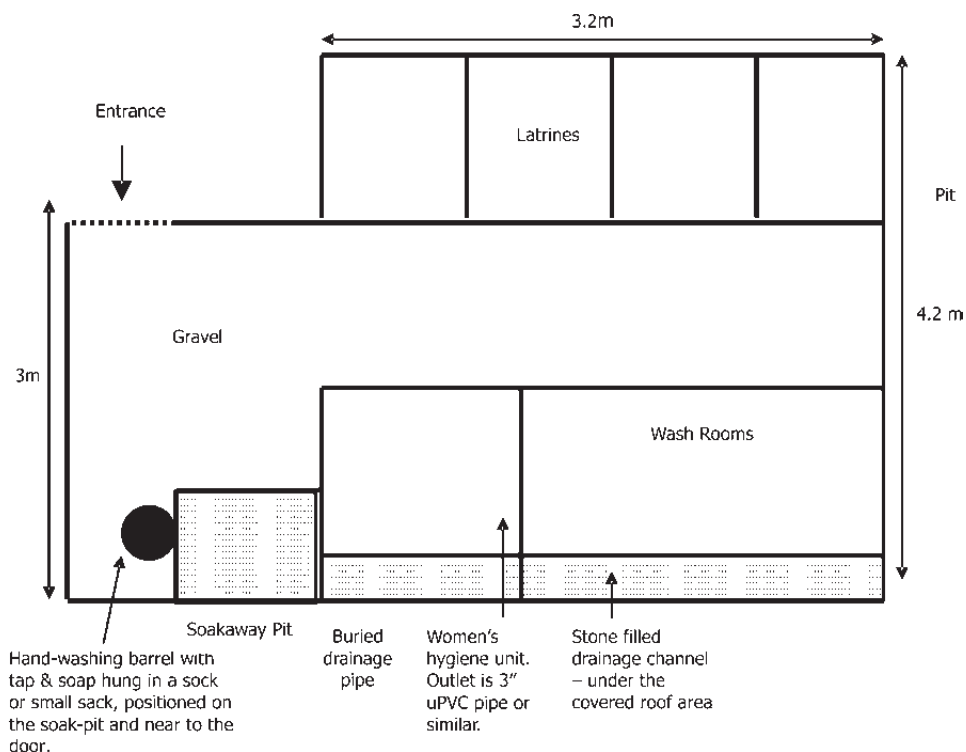 3.2m
Entrance
Latrines
Pit
4.2 m
Gravel
3m
Wash Rooms
Soakaway Pit
Hand-washing barrel with
tap & soap hung in a sock
or small sack, positioned on
the soak-pit and near to the
door.
Buried
drainage
pipe
Women's
hygiene unit.
Outlet is 3"
uPVC pipe or
similar.
Stone filled
drainage channel
– under the
covered roof area